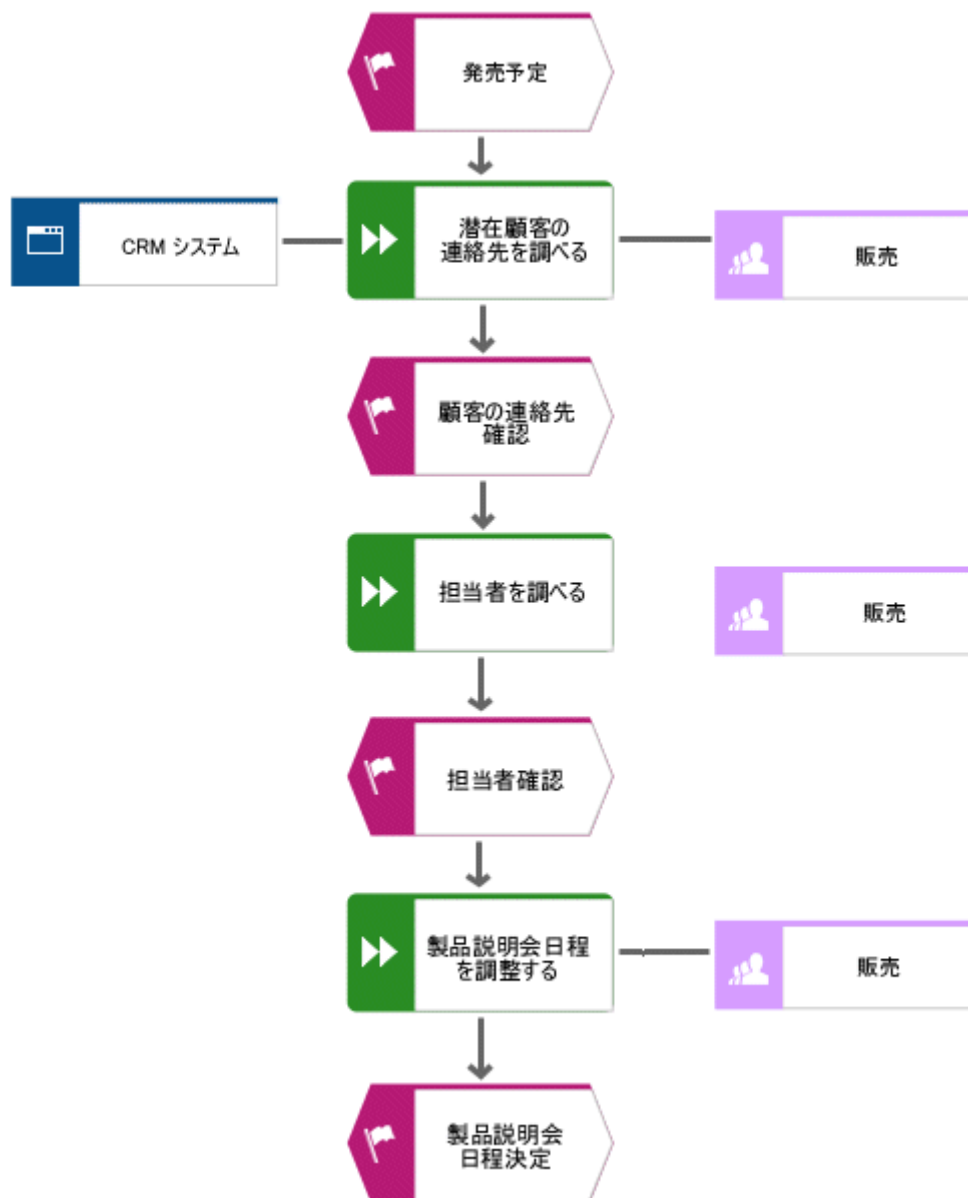 発売予定
CRM システム
潜在顧客の
連絡先を調べる
販売
顧客の連絡先
確認
担当者を調べる
販売
担当者確認
製品説明会日程
を調整する
販売
製品説明会
日程決定